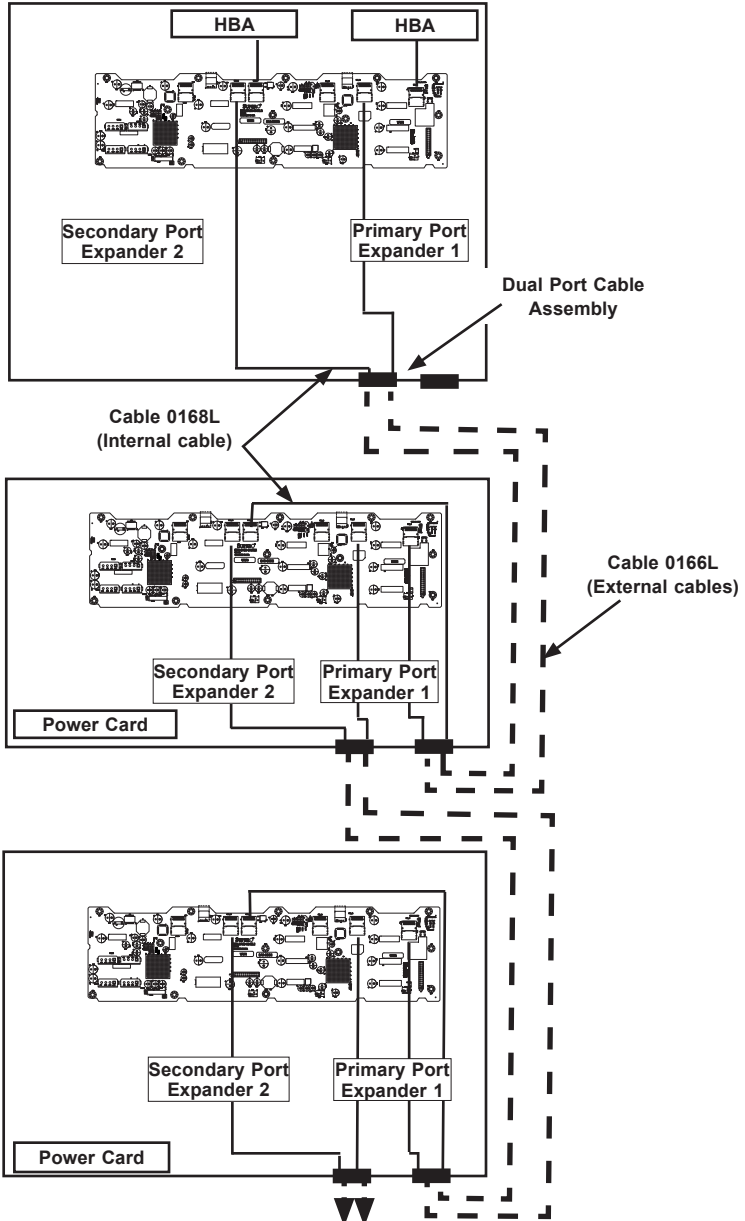 HBA
HBA
Secondary Port
Expander 2
Primary Port
Expander 1
Dual Port Cable
Assembly
Cable 0168L
(Internal cable)
Cable 0166L
(External cables)
Secondary Port
Expander 2
Primary Port
Expander 1
Power Card
Secondary Port
Expander 2
Primary Port
Expander 1
Power Card